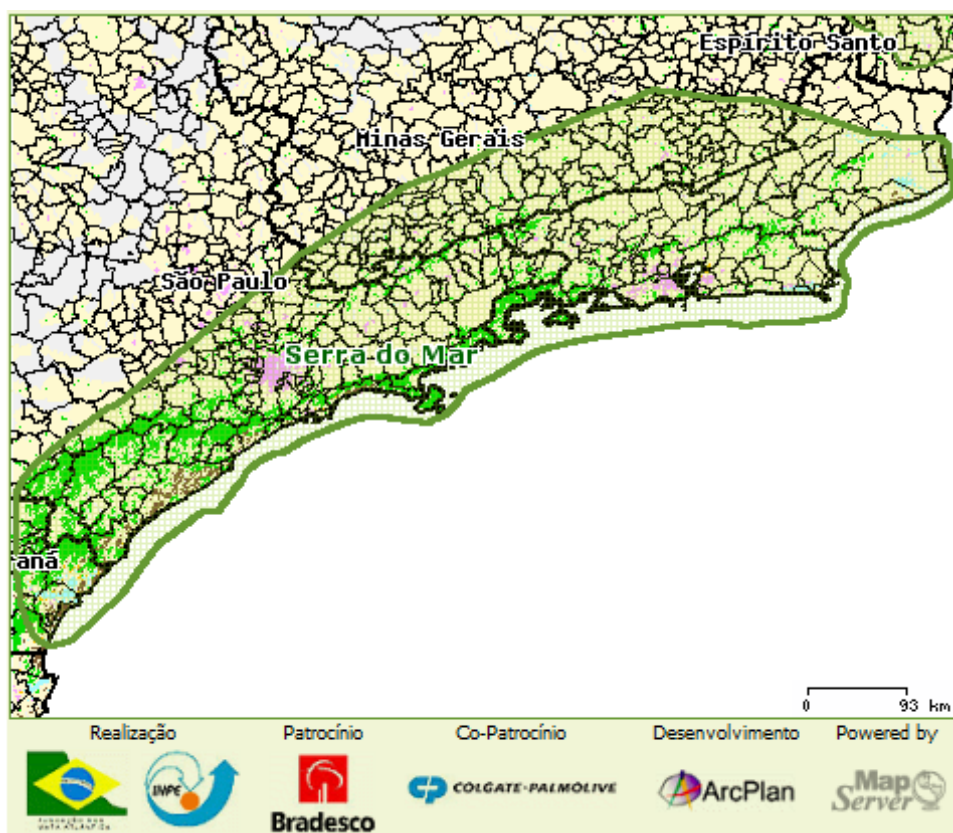 Espírito Santo
Minas Gerais
São Paulo
Serra do Mar
aná
0 93 km
Realização Patrocínio Co-Patrocínio Desenvolvimento Powered by
INPE
COLGATE-PALMOLIVE
ArcPlan
Map
Server
Bradesco